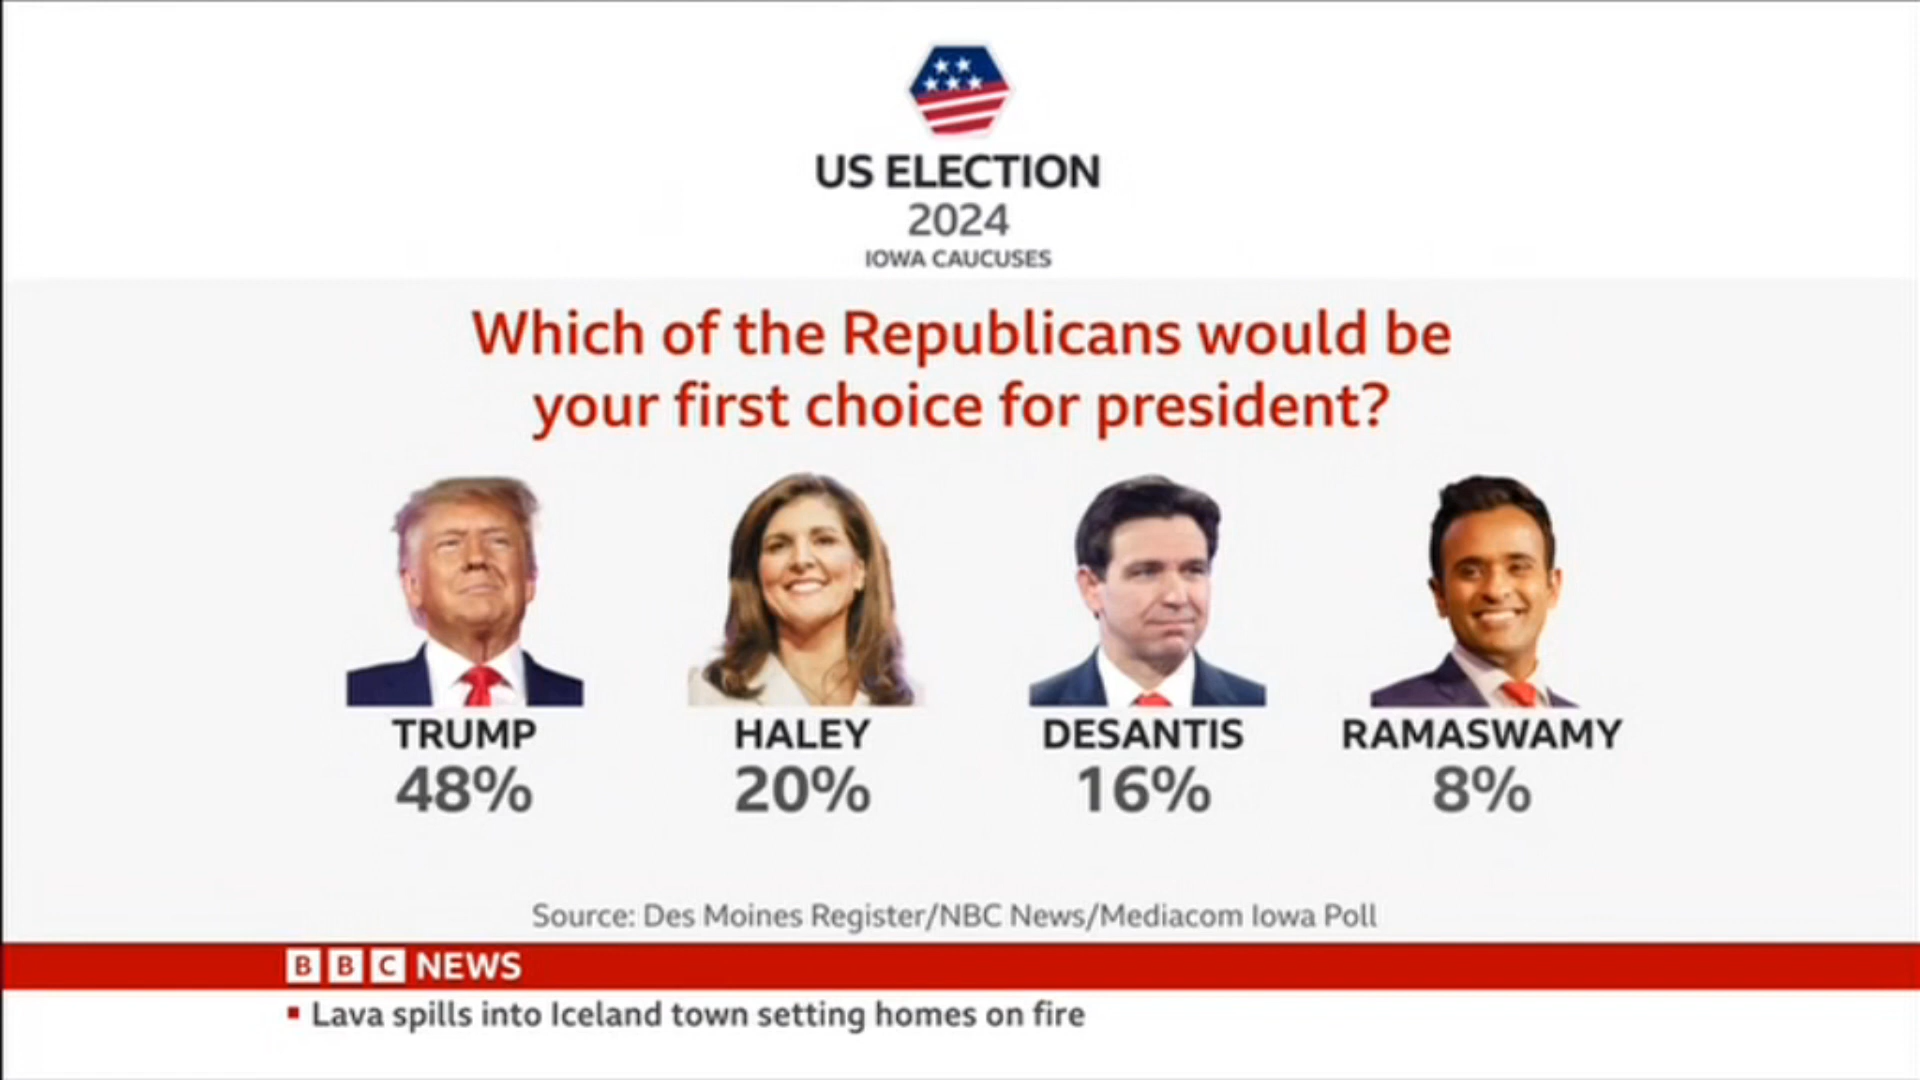 US ELECTION
2024
IOWA CAUCUSES
Which of the Republicans would be
your first choice for president?
TRUMP
48%
HALEY
20%
DESANTIS
16%
RAMASWAMY
8%
Source: Des Moines Register/NBC News/Mediacom Iowa Poll
BBC NEWS
Lava spills into Iceland town setting homes on fire